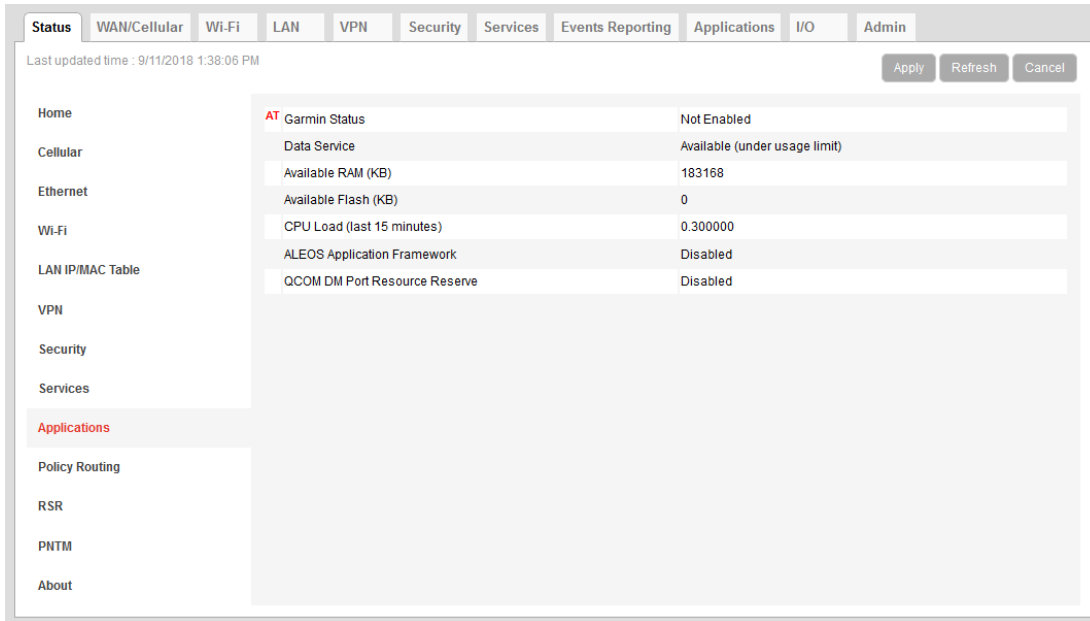 Status WAN/Cellular Wi-Fi LAN VPN Security Services Events Reporting Applications I/O Admin
Last updated time : 9/11/2018 1:38:06 PM
Apply Refresh Cancel
Home
Cellular
Ethernet
Wi-Fi
LAN IP/MAC Table
VPN
Security
Services
Applications
Policy Routing
RSR
PNTM
About
AT Garmin Status Not Enabled
Data Service Available (under usage limit)
Available RAM (KB) 183168
Available Flash (KB) 0
CPU Load (last 15 minutes) 0.300000
ALEOS Application Framework Disabled
QCOM DM Port Resource Reserve Disabled